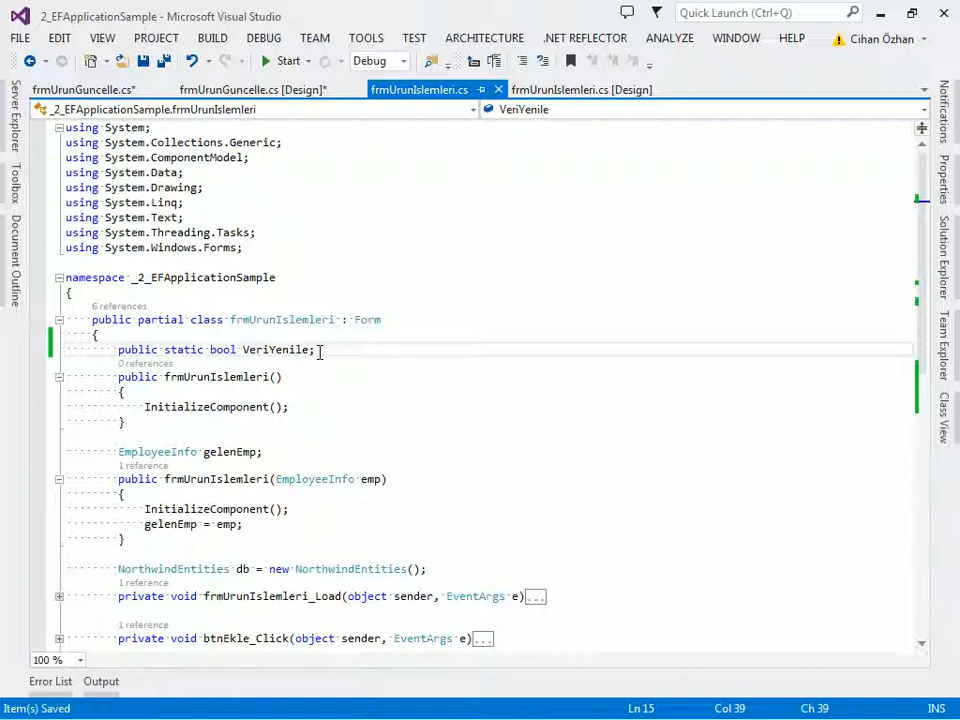 2_EFApplicationSample - Microsoft Visual Studio
Quick Launch (Ctrl+Q)
FILE EDIT VIEW PROJECT BUILD DEBUG TEAM TOOLS TEST ARCHITECTURE .NET REFLECTOR ANALYZE WINDOW HELP Cihan Özhan
Start Debug
frmUrunGuncelle.cs* frmUrunGuncelle.cs [Design]* frmUrunIslemleri.cs frmUrunIslemleri.cs [Design]
_2_EFApplicationSample.frmUrunIslemleri VeriYenile
Server Explorer
Toolbox
Document Outline
using System;
using System.Collections.Generic;
using System.ComponentModel;
using System.Data;
using System.Drawing;
using System.Linq;
using System.Text;
using System.Threading.Tasks;
using System.Windows.Forms;
namespace _2_EFApplicationSample
{
6 references
public partial class frmUrunIslemleri : Form
{
public static bool VeriYenile;
0 references
public frmUrunIslemleri()
{
InitializeComponent();
}
EmployeeInfo gelenEmp;
1 reference
public frmUrunIslemleri(EmployeeInfo emp)
{
InitializeComponent();
gelenEmp = emp;
}
NorthwindEntities db = new NorthwindEntities();
1 reference
private void frmUrunIslemleri_Load(object sender, EventArgs e)...
1 reference
private void btnEkle_Click(object sender, EventArgs e)...
Notifications
Properties
Solution Explorer
Team Explorer
Class View
100 %
Error List Output
Item(s) Saved Ln 15 Col 39 Ch 39 INS